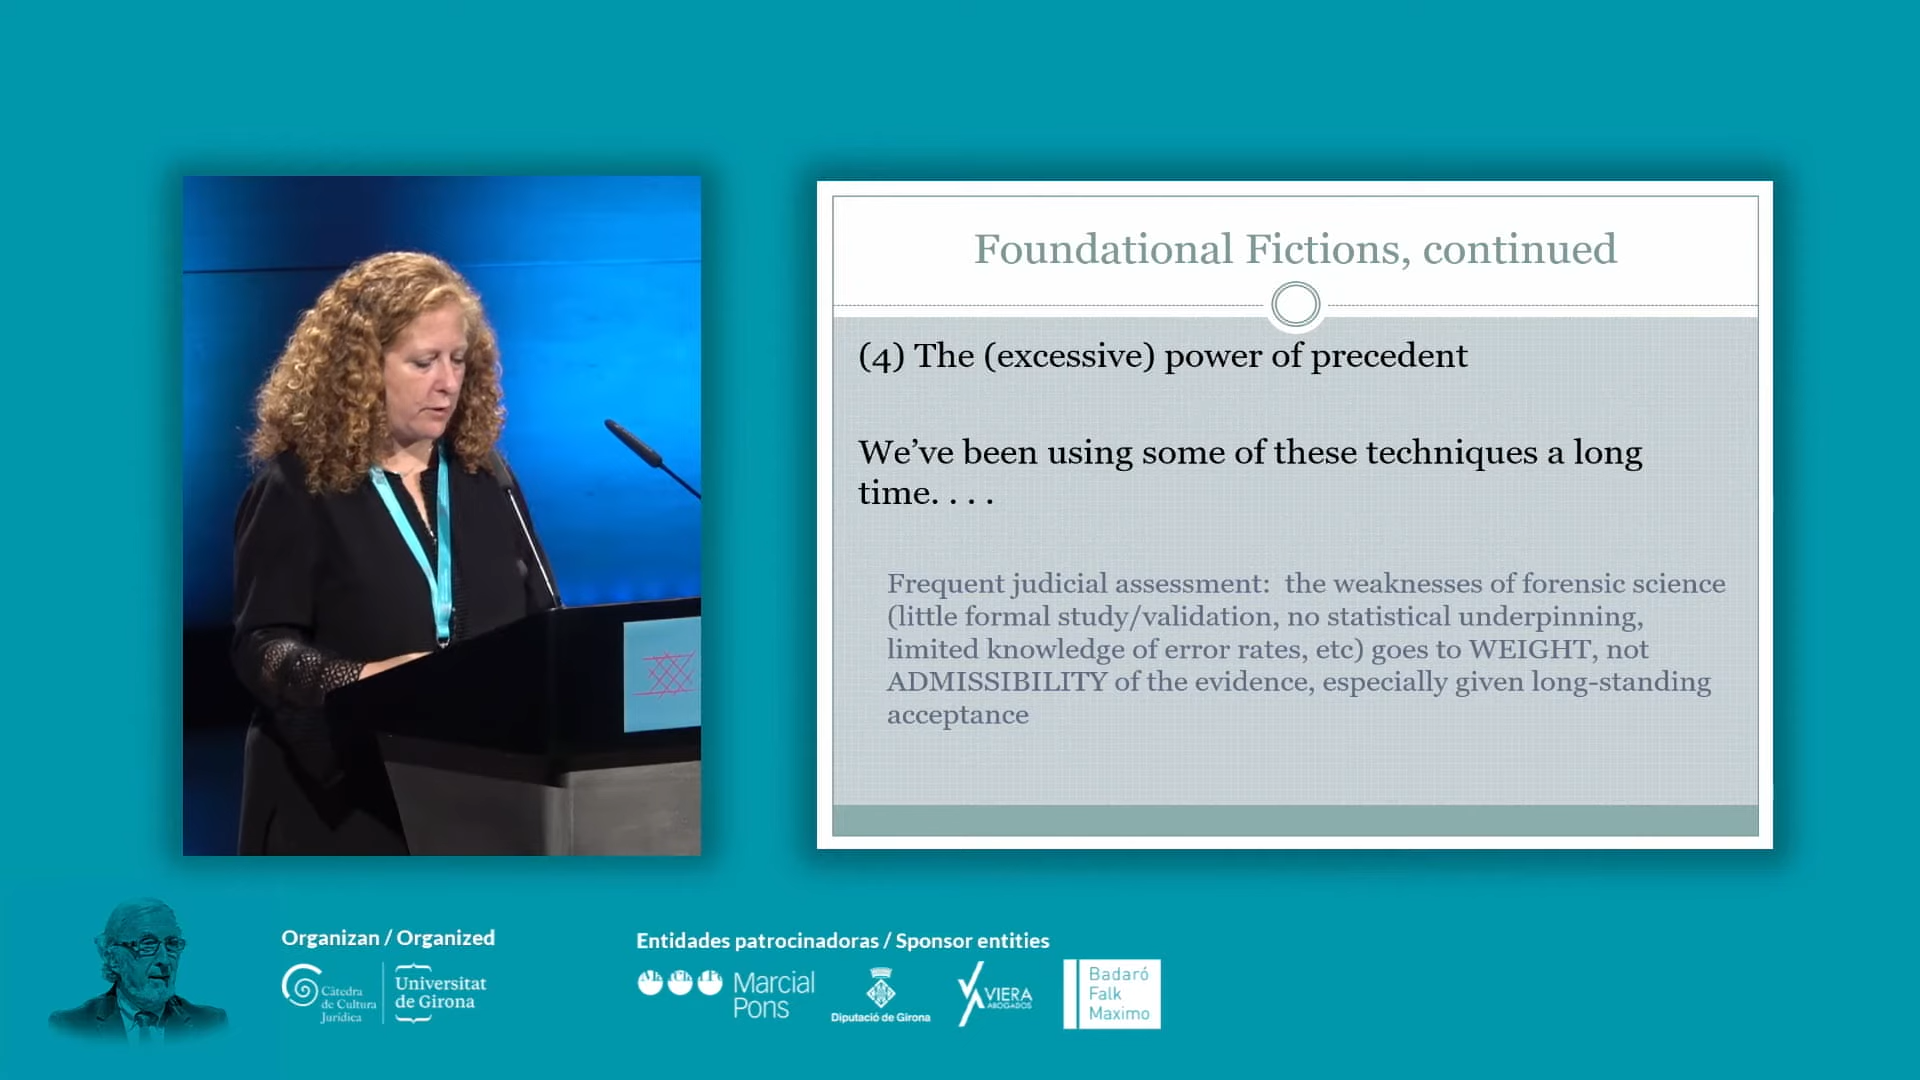 Foundational Fictions, continued
(4) The (excessive) power of precedent
We’ve been using some of these techniques a long
time. . . .
Frequent judicial assessment:  the weaknesses of forensic science
(little formal study/validation, no statistical underpinning,
limited knowledge of error rates, etc) goes to WEIGHT, not
ADMISSIBILITY of the evidence, especially given long-standing
acceptance
Organizan / Organized
Càtedra
de Cultura
Jurídica
Universitat
de Girona
Entidades patrocinadoras / Sponsor entities
Marcial
Pons
Diputació de Girona
VIERA
ABOGADOS
Badaró
Falk
Maximo